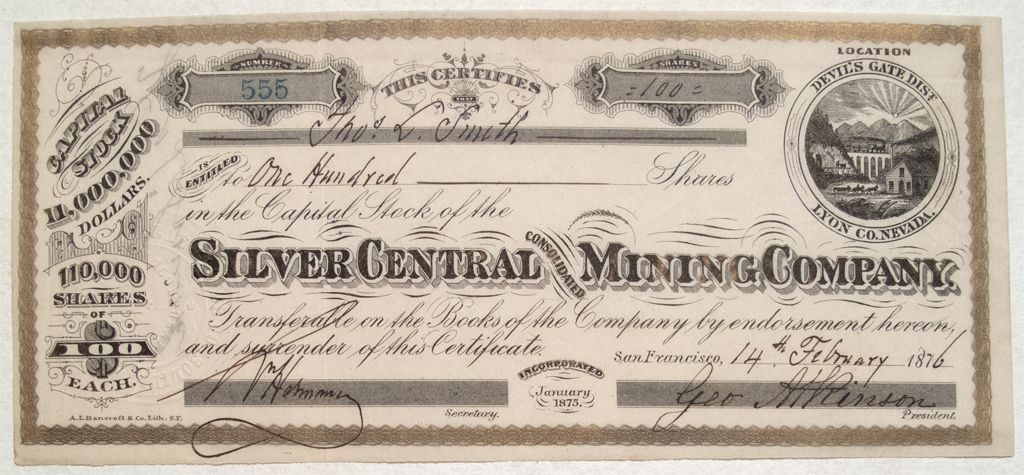 NUMBER
555
THIS CERTIFIES
THAT
SHARES
=100=
LOCATION
DEVIL'S GATE DIST
LYON CO. NEVADA.
Thos. L. Smith
IS ENTITLED
to One Hundred Shares
in the Capital Stock of the
SILVER CENTRAL CONSOLIDATED MINING COMPANY.
Transferable on the Books of the Company by endorsement hereon,
and surrender of this Certificate.
San Francisco, 14th February 1876
INCORPORATED
January
1875.
Secretary.
Geo Atkinson
President.
CAPITAL
STOCK
11,000,000
DOLLARS.
110,000
SHARES
OF
$
100
EACH.
A.L. Bancroft & Co. Lith. S.F.